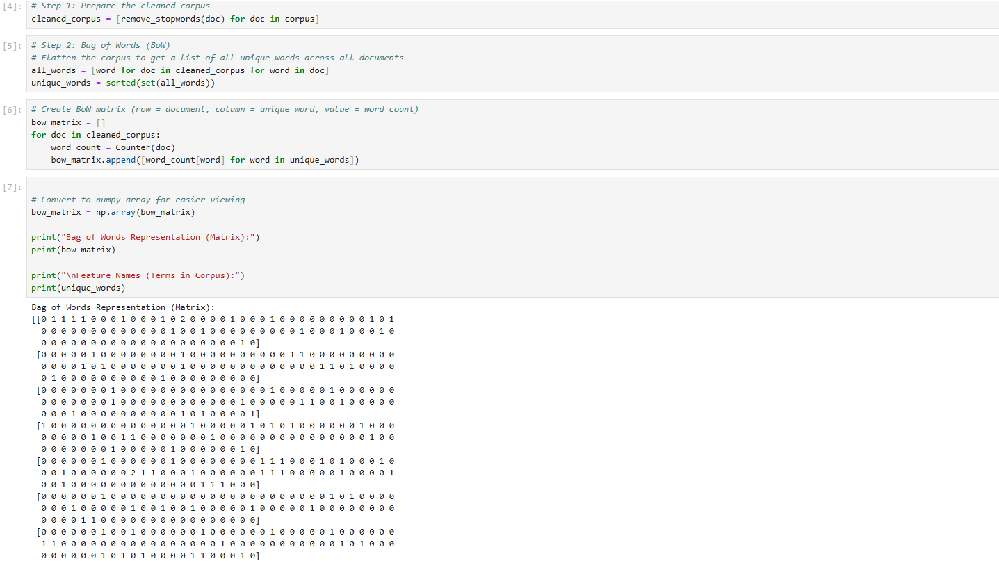 [4]:
# Step 1: Prepare the cleaned corpus
cleaned_corpus = [remove_stopwords(doc) for doc in corpus]
[5]:
# Step 2: Bag of Words (BoW)
# Flatten the corpus to get a list of all unique words across all documents
all_words = [word for doc in cleaned_corpus for word in doc]
unique_words = sorted(set(all_words))
[6]:
# Create BoW matrix (row = document, column = unique word, value = word count)
bow_matrix = []
for doc in cleaned_corpus:
    word_count = Counter(doc)
    bow_matrix.append([word_count[word] for word in unique_words])
[7]:
# Convert to numpy array for easier viewing
bow_matrix = np.array(bow_matrix)
print("Bag of Words Representation (Matrix):")
print(bow_matrix)
print("\nFeature Names (Terms in Corpus):")
print(unique_words)
Bag of Words Representation (Matrix):
[[0 1 1 1 1 0 0 0 1 0 0 0 1 0 2 0 0 0 0 1 0 0 0 1 0 0 0 0 0 0 0 0 0 1 0 1
  0 0 0 0 0 0 0 0 0 0 0 0 0 1 0 0 1 0 0 0 0 0 0 0 0 0 1 0 0 0 1 0 0 0 1 0
  0 0 0 0 0 0 0 0 0 0 0 0 0 0 0 0 0 0 0 0 1 0]
 [0 0 0 0 0 1 0 0 0 0 0 0 0 0 1 0 0 0 0 0 0 0 0 0 0 1 1 0 0 0 0 0 0 0 0 0
  0 0 0 0 1 0 1 0 0 0 0 0 0 0 1 0 0 0 0 0 0 0 0 0 0 0 0 0 1 1 0 1 0 0 0 0
  0 1 0 0 0 0 0 0 0 0 0 0 1 0 0 0 0 0 0 0 0 0]
 [0 0 0 0 0 0 0 1 0 0 0 0 0 0 0 0 0 0 0 0 0 0 0 1 0 0 0 0 0 1 0 0 0 0 0 0
  0 0 0 0 0 0 0 1 0 0 0 0 0 0 0 0 0 0 0 0 1 0 0 0 0 0 1 1 0 0 1 0 0 0 0 0
  0 0 0 1 0 0 0 0 0 0 0 0 0 0 1 0 1 0 0 0 0 1]
 [1 0 0 0 0 0 0 0 0 0 0 0 0 0 0 1 0 0 0 0 0 1 0 1 0 1 0 0 0 0 0 0 1 0 0 0
  0 0 0 0 0 1 0 0 1 1 0 0 0 0 0 0 0 1 0 0 0 0 0 0 0 0 0 0 0 0 0 0 0 1 0 0
  0 0 0 0 0 0 0 1 0 0 0 0 0 1 0 0 0 0 0 0 1 0]
 [0 0 0 0 0 0 1 0 0 0 0 0 0 1 0 0 0 0 0 0 0 0 1 1 1 0 0 0 1 0 1 0 0 0 1 0
  0 0 1 0 0 0 0 0 0 2 1 1 0 0 0 1 0 0 0 0 0 0 1 1 1 0 0 0 0 0 1 0 0 0 0 1
  0 0 1 0 0 0 0 0 0 0 0 0 0 0 0 0 1 1 1 0 0 0]
 [0 0 0 0 0 0 1 0 0 0 0 0 0 0 0 0 0 0 0 0 0 0 0 0 0 0 0 0 0 1 0 1 0 0 0 0
  0 0 0 1 0 0 0 0 0 1 0 0 1 0 0 1 0 0 0 0 0 1 0 0 0 0 0 1 0 0 0 0 0 0 0 0
  0 0 0 0 1 1 0 0 0 0 0 0 0 0 0 0 0 0 0 0 0 0]
 [0 0 0 0 0 0 1 0 0 1 0 0 0 0 0 0 1 0 0 0 0 0 0 1 0 0 0 0 0 1 0 0 0 0 0 0
  1 1 0 0 0 0 0 0 0 0 0 0 0 0 0 0 0 0 1 0 0 0 0 0 0 0 0 0 0 0 1 0 1 0 0 0
  0 0 0 0 0 0 1 0 1 0 1 0 0 0 0 1 1 0 0 0 1 0]